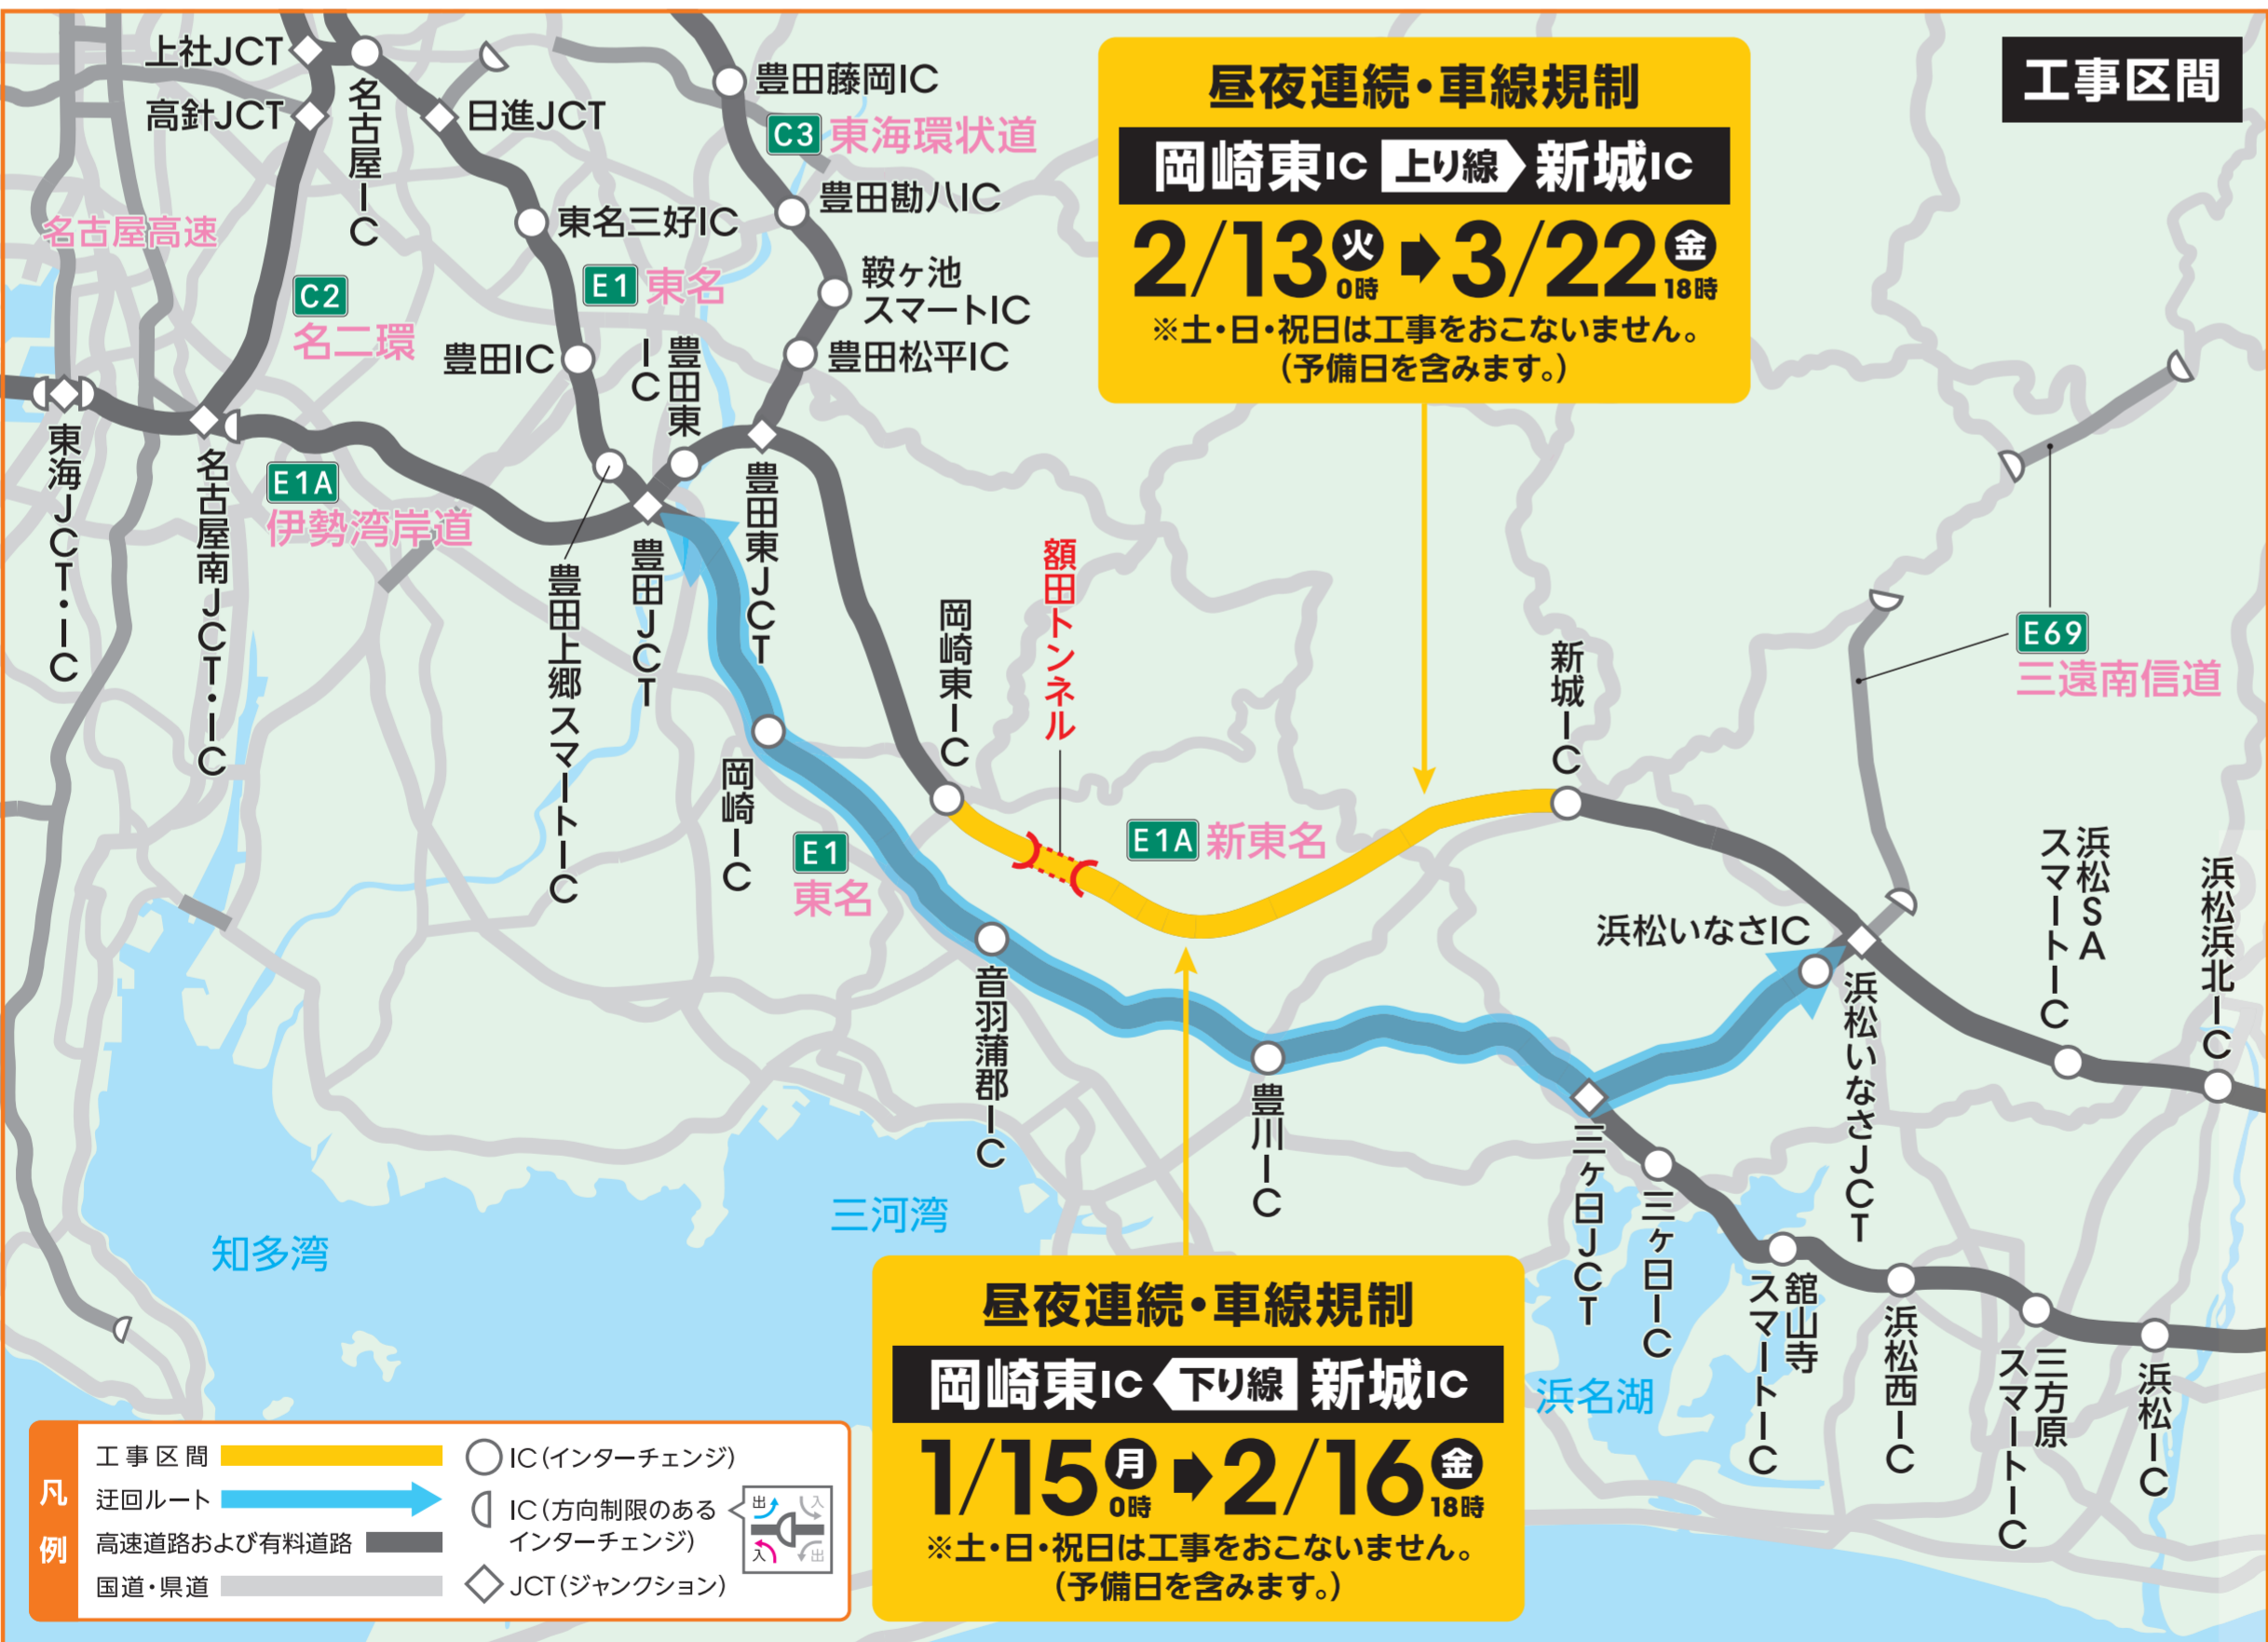 工事区間
昼夜連続・車線規制
岡崎東IC 上り線 新城IC
2/13火0時 3/22金18時
※土・日・祝日は工事をおこないません。
(予備日を含みます。)
上社JCT
高針JCT
名古屋IC
日進JCT
豊田藤岡IC
C3 東海環状道
豊田勘八IC
東名三好IC
名古屋高速
E1 東名
鞍ヶ池
スマートIC
C2
名二環
豊田IC
豊田東
IC
豊田松平IC
東海JCT・IC
名古屋南JCT・IC
E1A
伊勢湾岸道
豊田上郷スマートIC
豊田JCT
豊田東JCT
岡崎東IC
額田トンネル
新城IC
E69
三遠南信道
岡崎IC
E1
東名
E1A 新東名
音羽蒲郡IC
豊川IC
浜松いなさIC
浜松いなさJCT
浜松SA
スマートIC
浜松浜北IC
三ヶ日JCT
三ヶ日IC
舘山寺
スマートIC
浜松西IC
三方原
スマートIC
浜松IC
知多湾
三河湾
浜名湖
昼夜連続・車線規制
岡崎東IC 下り線 新城IC
1/15月0時 2/16金18時
※土・日・祝日は工事をおこないません。
(予備日を含みます。)
凡例
工事区間
迂回ルート
高速道路および有料道路
国道・県道
IC(インターチェンジ)
IC(方向制限のある
インターチェンジ)
JCT(ジャンクション)
出 入
入 出